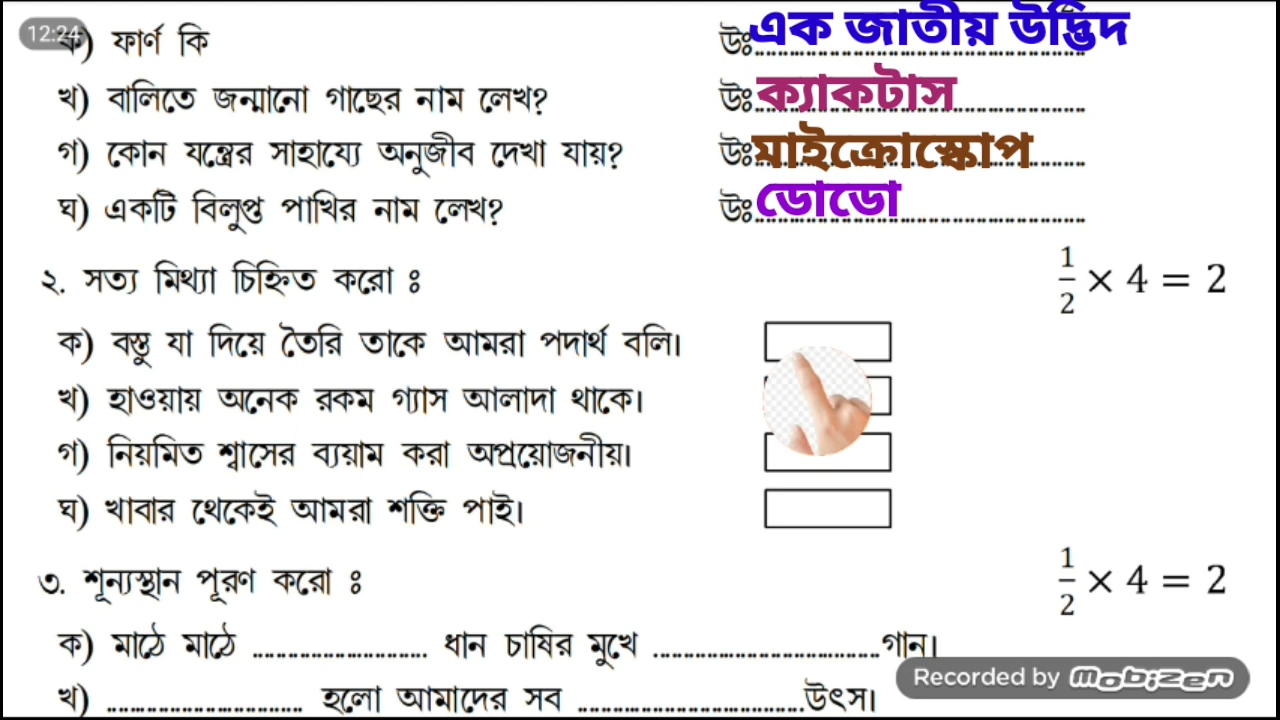 12:24
ক) ফার্ণ কি উঃ এক জাতীয় উদ্ভিদ
খ) বালিতে জন্মানো গাছের নাম লেখ? উঃ ক্যাকটাস
গ) কোন যন্ত্রের সাহায্যে অনুজীব দেখা যায়? উঃ মাইক্রোস্কোপ
ঘ) একটি বিলুপ্ত পাখির নাম লেখ? উঃ ডোডো
২. সত্য মিথ্যা চিহ্নিত করো ঃ 1/2 × 4 = 2
ক) বস্তু যা দিয়ে তৈরি তাকে আমরা পদার্থ বলি।
খ) হাওয়ায় অনেক রকম গ্যাস আলাদা থাকে।
গ) নিয়মিত শ্বাসের ব্যয়াম করা অপ্রয়োজনীয়।
ঘ) খাবার থেকেই আমরা শক্তি পাই।
৩. শূন্যস্থান পূরণ করো ঃ 1/2 × 4 = 2
ক) মাঠে মাঠে ........................ ধান চাষির মুখে ................................গান।
খ) ............................ হলো আমাদের সব ................................উৎস।
Recorded by mobizen